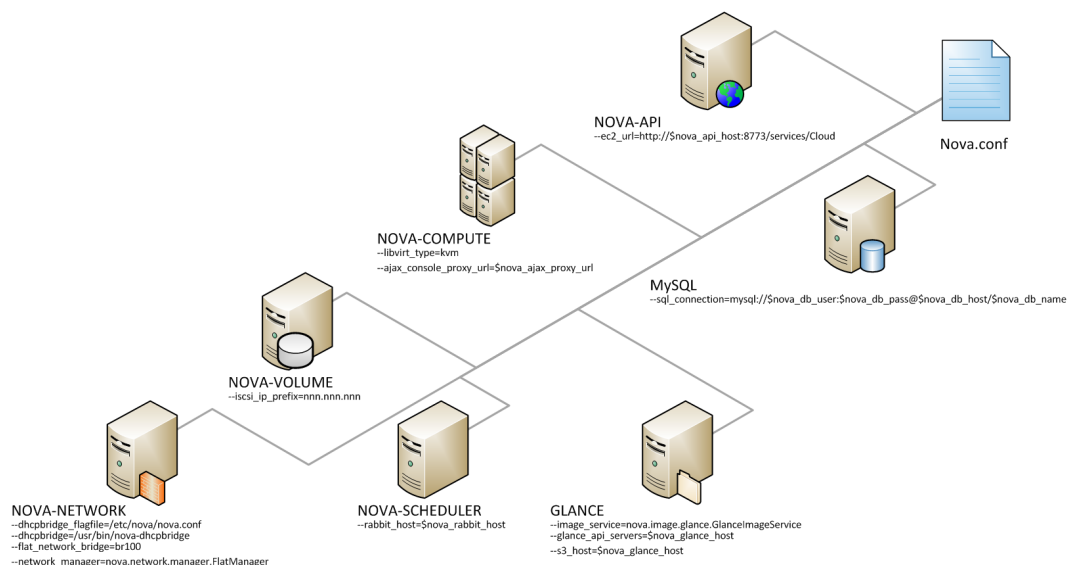 NOVA-API
--ec2_url=http://$nova_api_host:8773/services/Cloud
Nova.conf
NOVA-COMPUTE
--libvirt_type=kvm
--ajax_console_proxy_url=$nova_ajax_proxy_url
MySQL
--sql_connection=mysql://$nova_db_user:$nova_db_pass@$nova_db_host/$nova_db_name
NOVA-VOLUME
--iscsi_ip_prefix=nnn.nnn.nnn
NOVA-NETWORK
--dhcpbridge_flagfile=/etc/nova/nova.conf
--dhcpbridge=/usr/bin/nova-dhcpbridge
--flat_network_bridge=br100
--network_manager=nova.network.manager.FlatManager
NOVA-SCHEDULER
--rabbit_host=$nova_rabbit_host
GLANCE
--image_service=nova.image.glance.GlanceImageService
--glance_api_servers=$nova_glance_host
--s3_host=$nova_glance_host